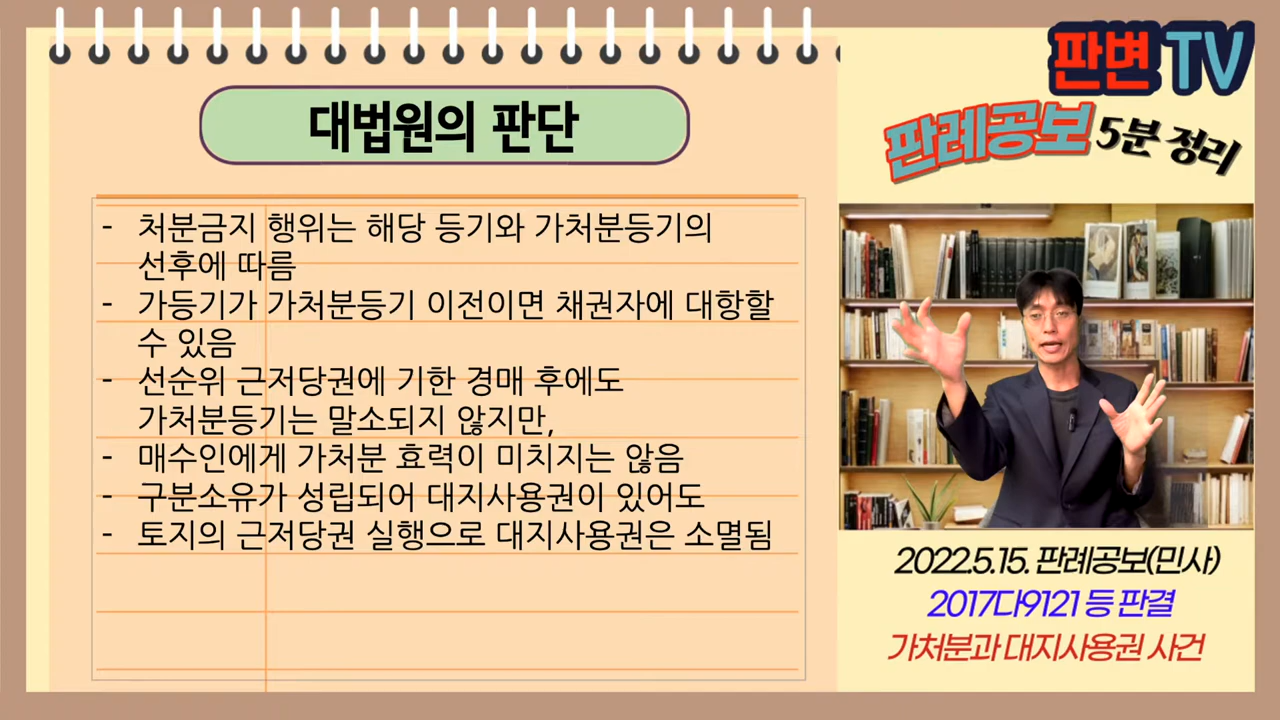 대법원의 판단
- 처분금지 행위는 해당 등기와 가처분등기의
선후에 따름
- 가등기가 가처분등기 이전이면 채권자에 대항할
수 있음
- 선순위 근저당권에 기한 경매 후에도
가처분등기는 말소되지 않지만,
- 매수인에게 가처분 효력이 미치지는 않음
- 구분소유가 성립되어 대지사용권이 있어도
- 토지의 근저당권 실행으로 대지사용권은 소멸됨
판변 TV
판례공보 5분 정리
2022.5.15. 판례공보(민사)
2017다9121 등 판결
가처분과 대지사용권 사건